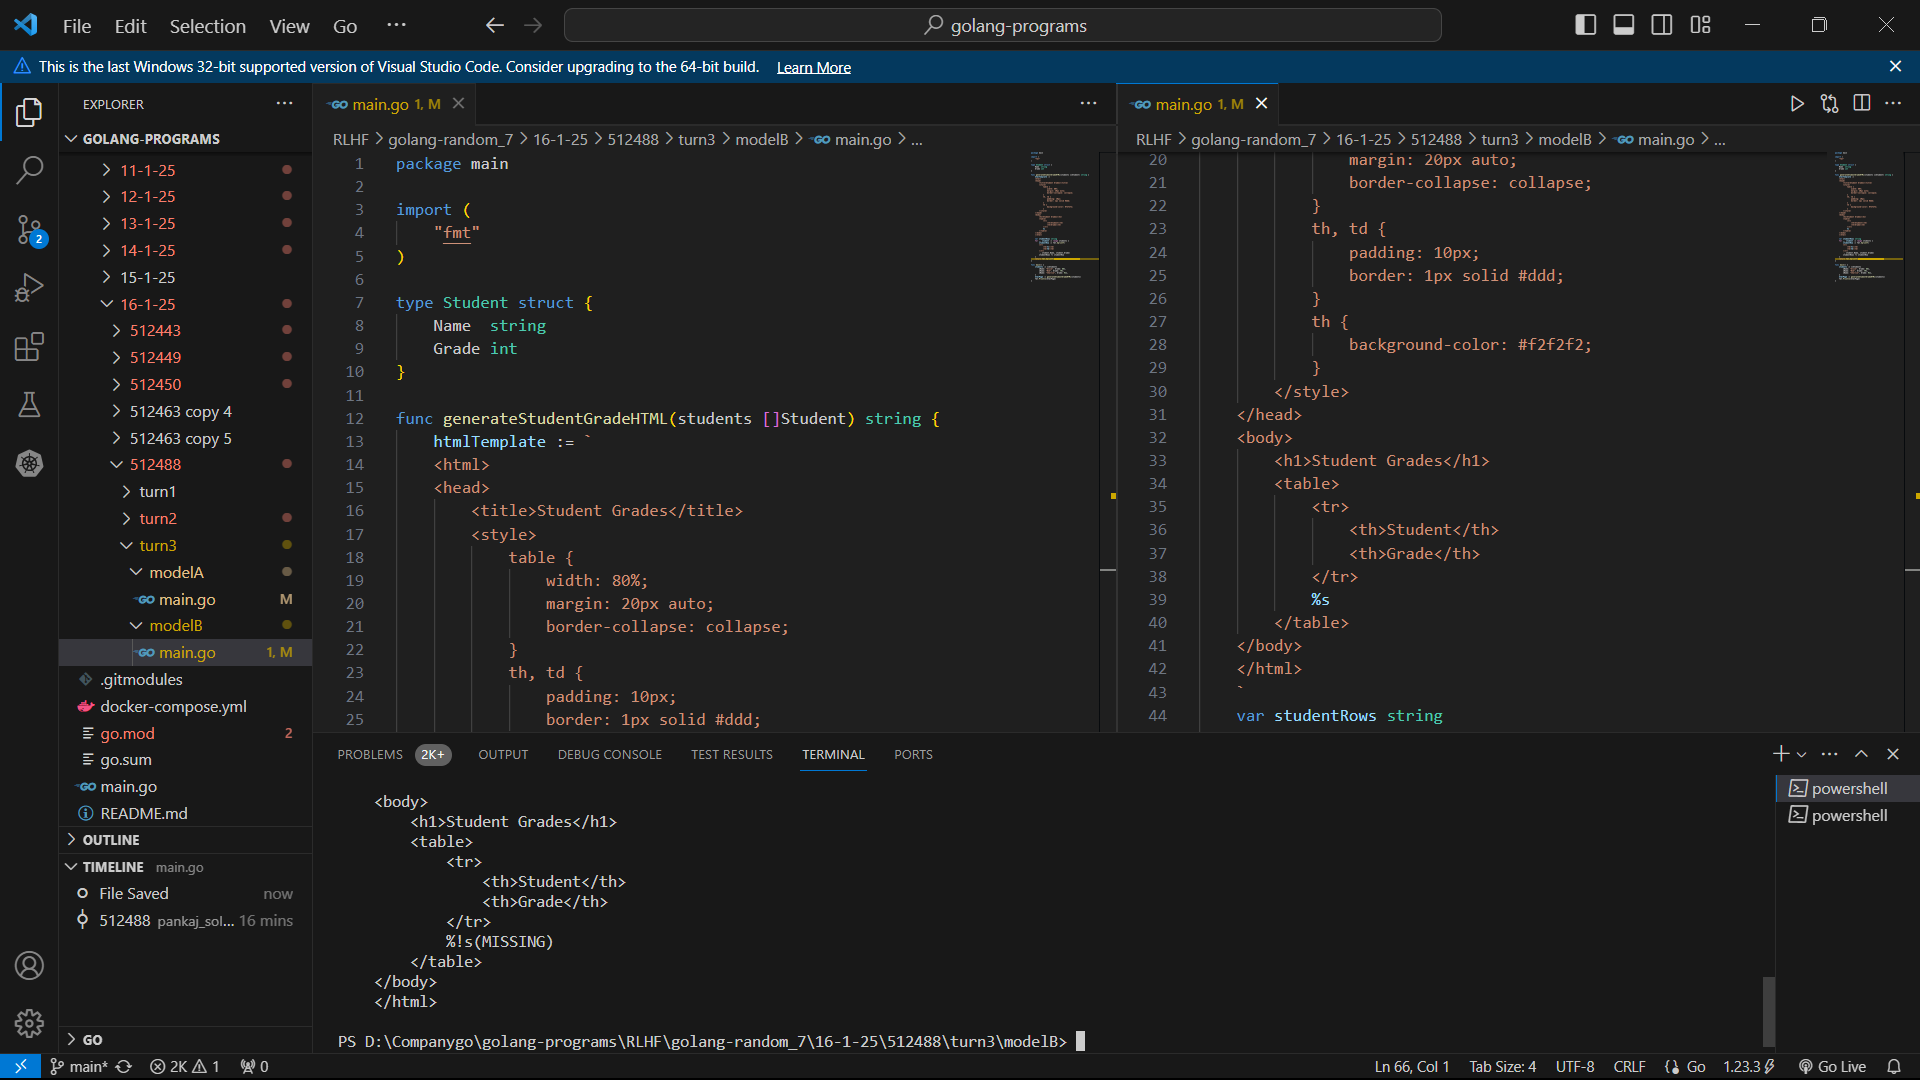 File Edit Selection View Go ··· golang-programs
This is the last Windows 32-bit supported version of Visual Studio Code. Consider upgrading to the 64-bit build. Learn More
EXPLORER
GOLANG-PROGRAMS
11-1-25
12-1-25
13-1-25
14-1-25
15-1-25
16-1-25
512443
512449
512450
512463 copy 4
512463 copy 5
512488
turn1
turn2
turn3
modelA
main.go M
modelB
main.go 1, M
.gitmodules
docker-compose.yml
go.mod 2
go.sum
main.go
README.md
OUTLINE
TIMELINE main.go
File Saved now
512488 pankaj_sol... 16 mins
GO
2
main.go 1, M
RLHF > golang-random_7 > 16-1-25 > 512488 > turn3 > modelB > main.go > ...
1 package main
2
3 import (
4 "fmt"
5 )
6
7 type Student struct {
8 Name string
9 Grade int
10 }
11
12 func generateStudentGradeHTML(students []Student) string {
13 htmlTemplate := `
14 <html>
15 <head>
16 <title>Student Grades</title>
17 <style>
18 table {
19 width: 80%;
20 margin: 20px auto;
21 border-collapse: collapse;
22 }
23 th, td {
24 padding: 10px;
25 border: 1px solid #ddd;
main.go 1, M
RLHF > golang-random_7 > 16-1-25 > 512488 > turn3 > modelB > main.go > ...
20 margin: 20px auto;
21 border-collapse: collapse;
22 }
23 th, td {
24 padding: 10px;
25 border: 1px solid #ddd;
26 }
27 th {
28 background-color: #f2f2f2;
29 }
30 </style>
31 </head>
32 <body>
33 <h1>Student Grades</h1>
34 <table>
35 <tr>
36 <th>Student</th>
37 <th>Grade</th>
38 </tr>
39 %s
40 </table>
41 </body>
42 </html>
43 `
44 var studentRows string
PROBLEMS 2K+ OUTPUT DEBUG CONSOLE TEST RESULTS TERMINAL PORTS
<body>
<h1>Student Grades</h1>
<table>
<tr>
<th>Student</th>
<th>Grade</th>
</tr>
%!s(MISSING)
</table>
</body>
</html>
PS D:\Companygo\golang-programs\RLHF\golang-random_7\16-1-25\512488\turn3\modelB>
powershell
powershell
main* 2K 1 0 Ln 66, Col 1 Tab Size: 4 UTF-8 CRLF Go 1.23.3 Go Live